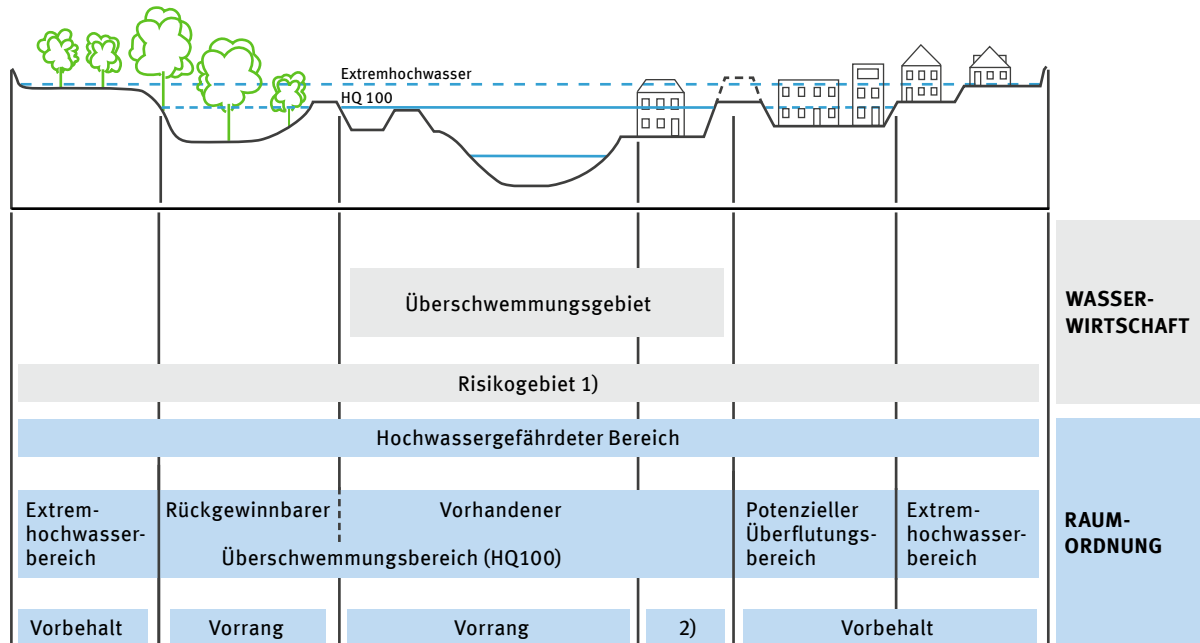 Extremhochwasser
HQ 100
Überschwemmungsgebiet
WASSER-
WIRTSCHAFT
Risikogebiet 1)
Hochwassergefährdeter Bereich
Extrem-
hochwasser-
bereich
Rückgewinnbarer
Vorhandener
Überschwemmungsbereich (HQ100)
Potenzieller
Überflutungs-
bereich
Extrem-
hochwasser-
bereich
RAUM-
ORDNUNG
Vorbehalt
Vorrang
Vorrang
2)
Vorbehalt